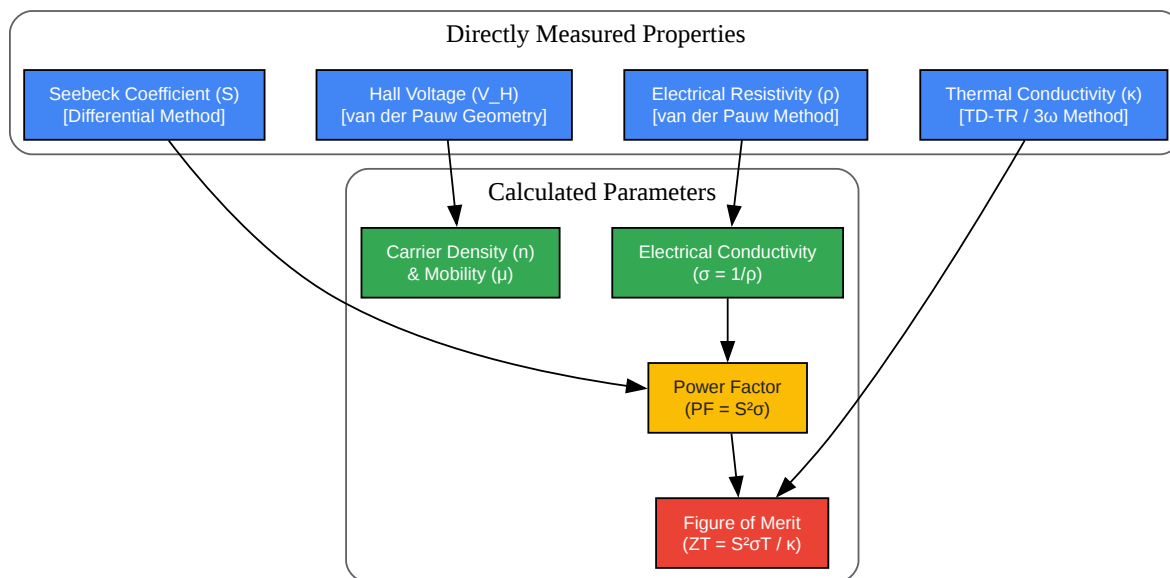 Directly Measured Properties
Seebeck Coefficient (S)
[Differential Method]
Hall Voltage (V_H)
[van der Pauw Geometry]
Electrical Resistivity (ρ)
[van der Pauw Method]
Thermal Conductivity (κ)
[TD-TR / 3ω Method]
Calculated Parameters
Carrier Density (n)
& Mobility (μ)
Electrical Conductivity
(σ = 1/ρ)
Power Factor
(PF = S²σ)
Figure of Merit
(ZT = S²σT / κ)